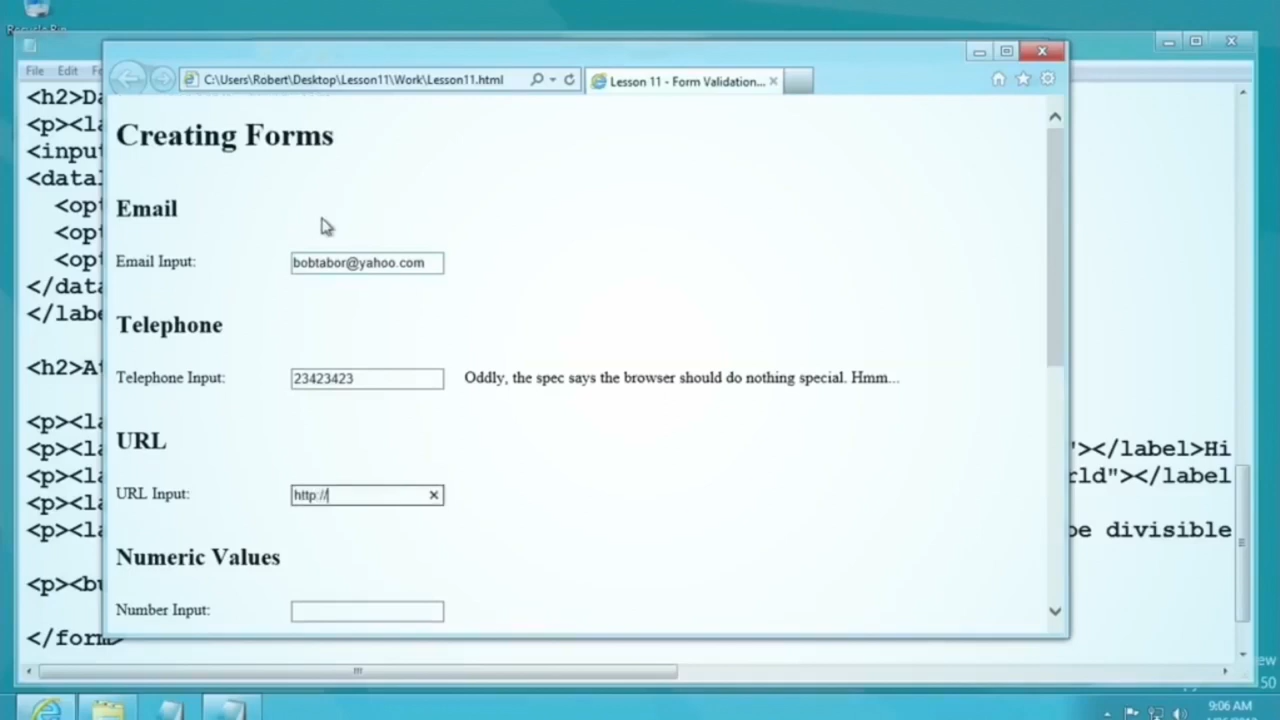 File Edit
C:\Users\Robert\Desktop\Lesson11\Work\Lesson11.html
Lesson 11 - Form Validation...
Creating Forms
Email
Email Input:
bobtabor@yahoo.com
Telephone
Telephone Input:
23423423
Oddly, the spec says the browser should do nothing special. Hmm...
URL
URL Input:
http://
Numeric Values
Number Input:
<h2>Da
<p><la
<input
<datal
<opt
<opt
<opt
</data
</labe
<h2>At
<p><la
<p><la
"></label>Hi
<p><la
rld"></label
<p><la
<p><la
be divisible
<p><bu
</form>
50
9:06 AM